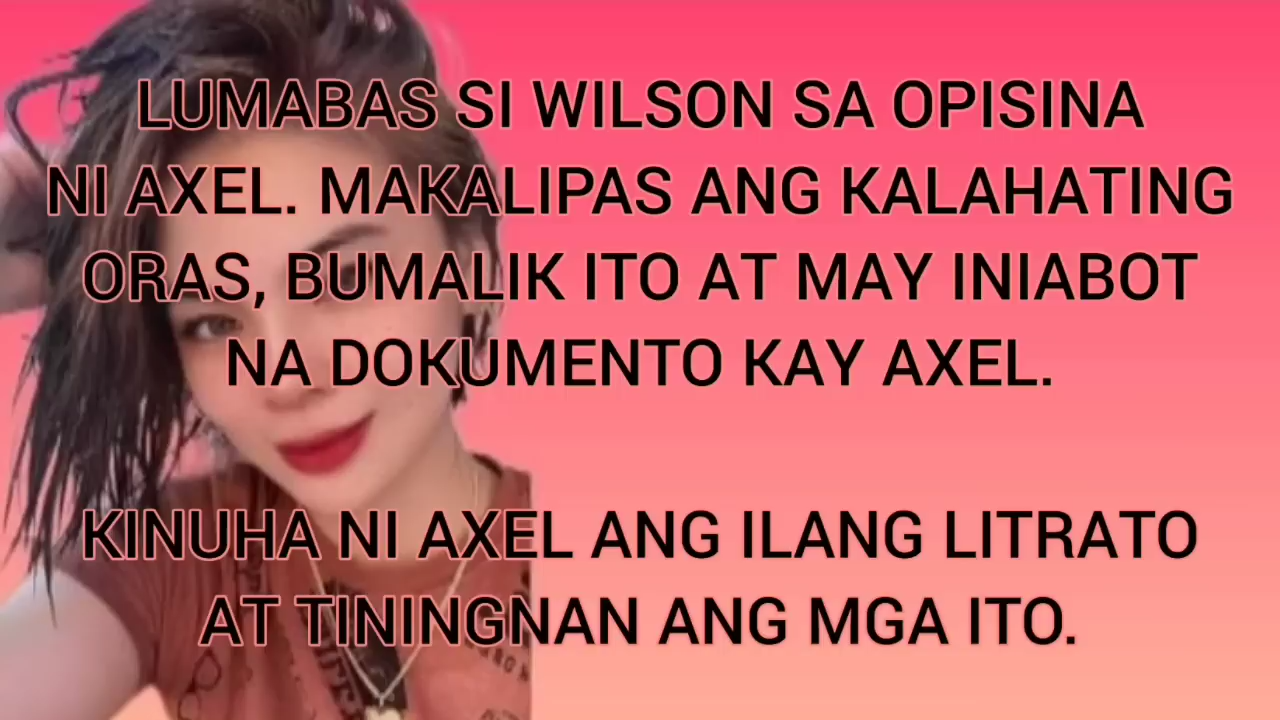 LUMABAS SI WILSON SA OPISINA
NI AXEL. MAKALIPAS ANG KALAHATING
ORAS, BUMALIK ITO AT MAY INIABOT
NA DOKUMENTO KAY AXEL.
KINUHA NI AXEL ANG ILANG LITRATO
AT TININGNAN ANG MGA ITO.